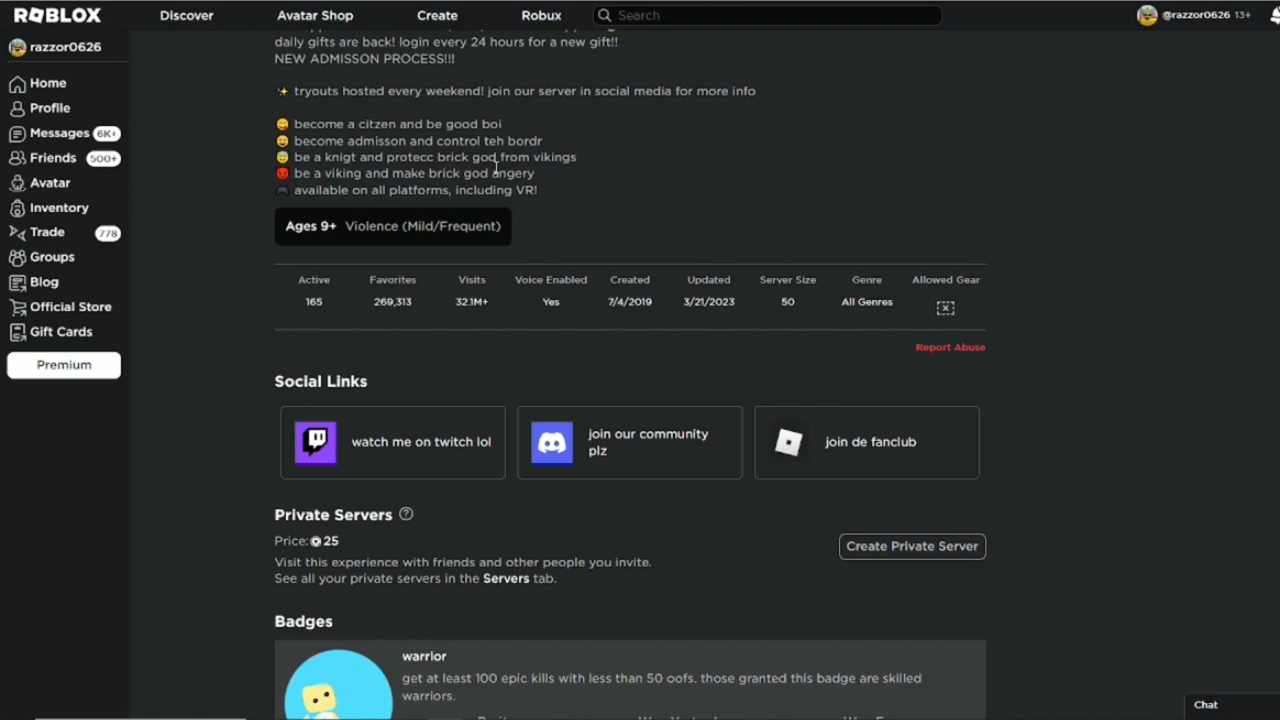 ROBLOX
Discover
Avatar Shop
Create
Robux
Search
@razzor0626 13+
razzor0626
Home
Profile
Messages 6K+
Friends 500+
Avatar
Inventory
Trade 778
Groups
Blog
Official Store
Gift Cards
Premium
daily gifts are back! login every 24 hours for a new gift!!
NEW ADMISSON PROCESS!!!
✨ tryouts hosted every weekend! join our server in social media for more info
😋 become a citzen and be good boi
😀 become admisson and control teh bordr
😇 be a knigt and protecc brick god from vikings
😡 be a viking and make brick god angery
🎮 available on all platforms, including VR!
Ages 9+ Violence (Mild/Frequent)
Active Favorites Visits Voice Enabled Created Updated Server Size Genre Allowed Gear
165 269,313 32.1M+ Yes 7/4/2019 3/21/2023 50 All Genres
Report Abuse
Social Links
watch me on twitch lol
join our community
plz
join de fanclub
Private Servers
Price: 25
Create Private Server
Visit this experience with friends and other people you invite.
See all your private servers in the Servers tab.
Badges
warrior
get at least 100 epic kills with less than 50 oofs. those granted this badge are skilled
warriors.
Chat